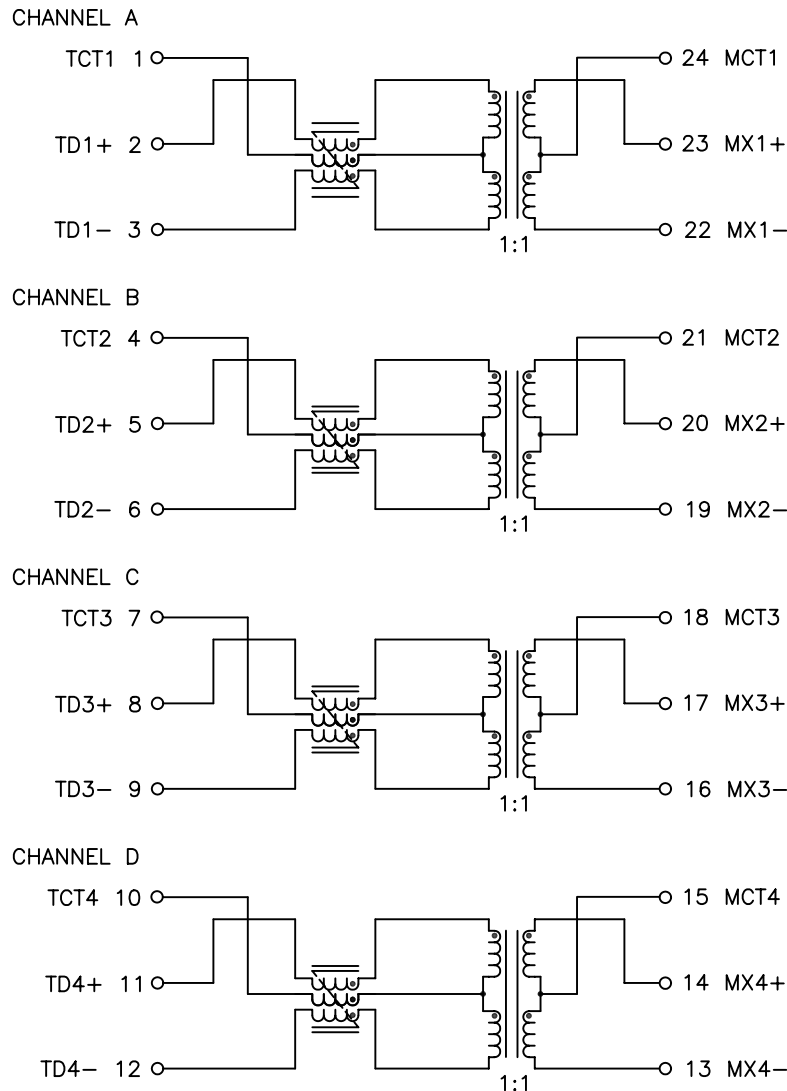 CHANNEL A
TCT1 1 24 MCT1
TD1+ 2 23 MX1+
TD1− 3 22 MX1−
1:1
CHANNEL B
TCT2 4 21 MCT2
TD2+ 5 20 MX2+
TD2− 6 19 MX2−
1:1
CHANNEL C
TCT3 7 18 MCT3
TD3+ 8 17 MX3+
TD3− 9 16 MX3−
1:1
CHANNEL D
TCT4 10 15 MCT4
TD4+ 11 14 MX4+
TD4− 12 13 MX4−
1:1